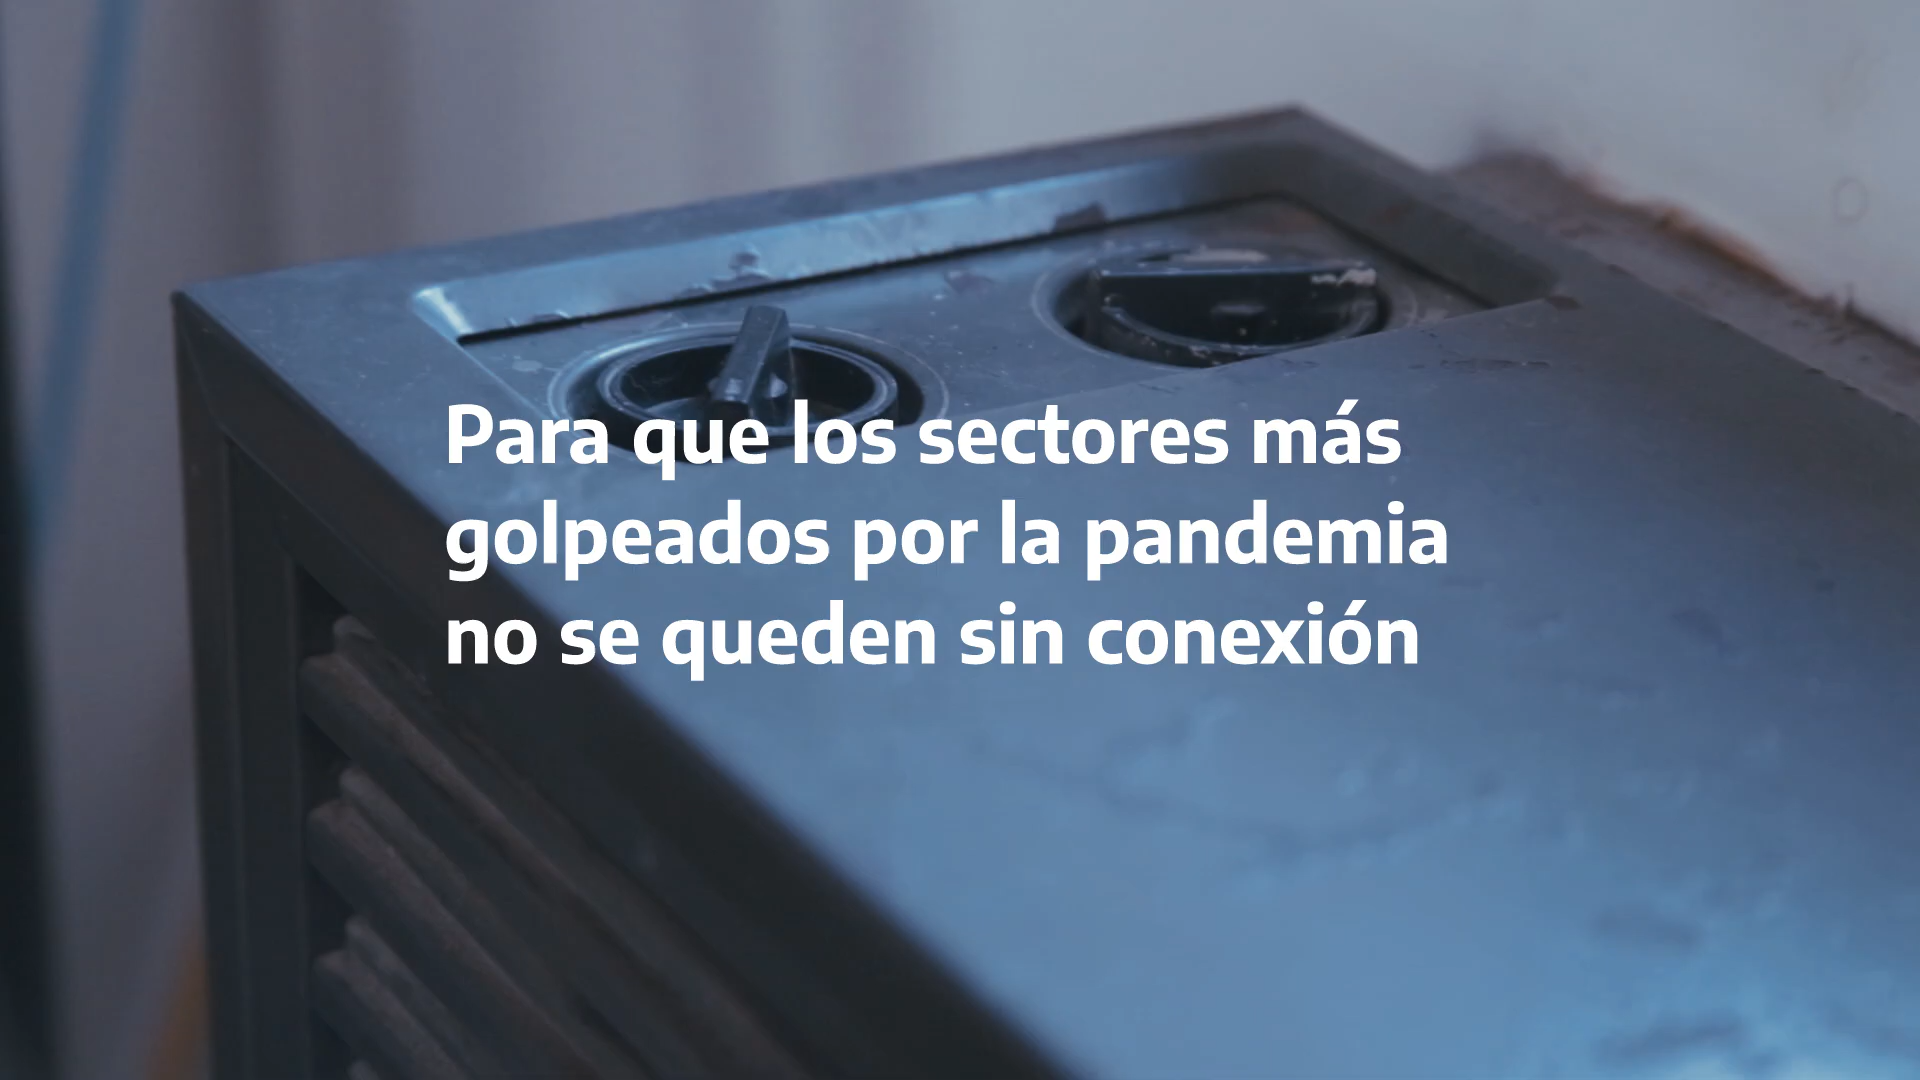 Para que los sectores más
golpeados por la pandemia
no se queden sin conexión